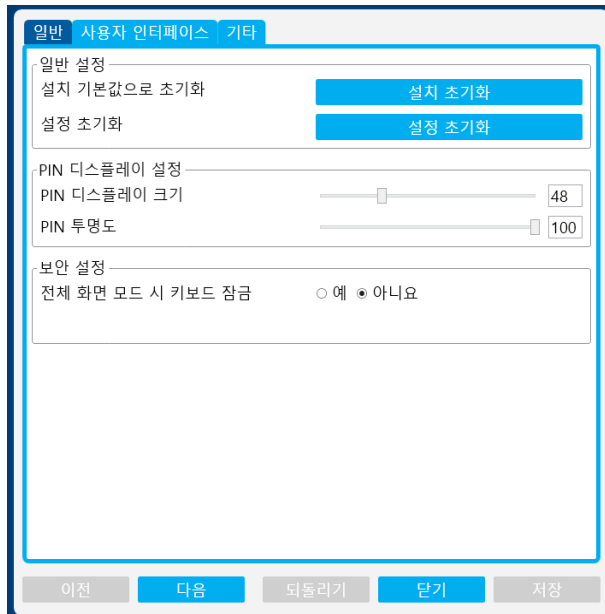 일반 사용자 인터페이스 기타
일반 설정
설치 기본값으로 초기화 설치 초기화
설정 초기화 설정 초기화
PIN 디스플레이 설정
PIN 디스플레이 크기 48
PIN 투명도 100
보안 설정
전체 화면 모드 시 키보드 잠금 예 아니요
이전 다음 되돌리기 닫기 저장